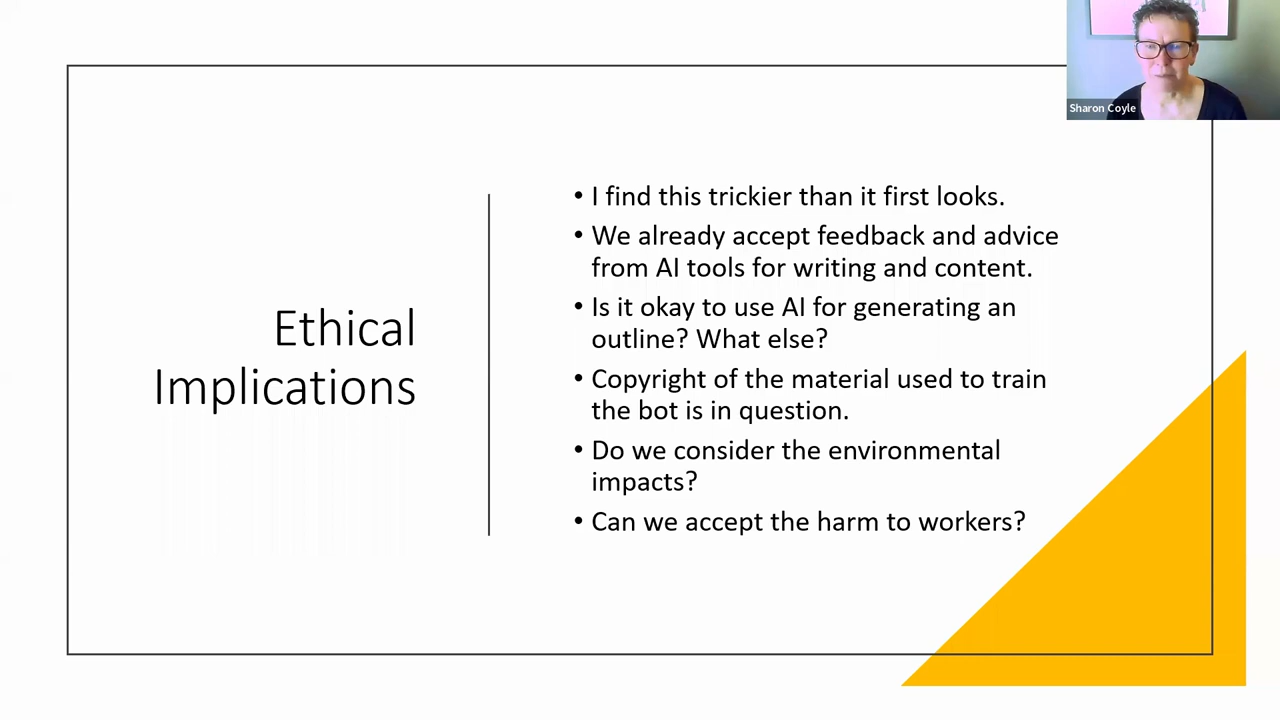 Sharon Coyle
Ethical
Implications
• I find this trickier than it first looks.
• We already accept feedback and advice
from AI tools for writing and content.
• Is it okay to use AI for generating an
outline? What else?
• Copyright of the material used to train
the bot is in question.
• Do we consider the environmental
impacts?
• Can we accept the harm to workers?